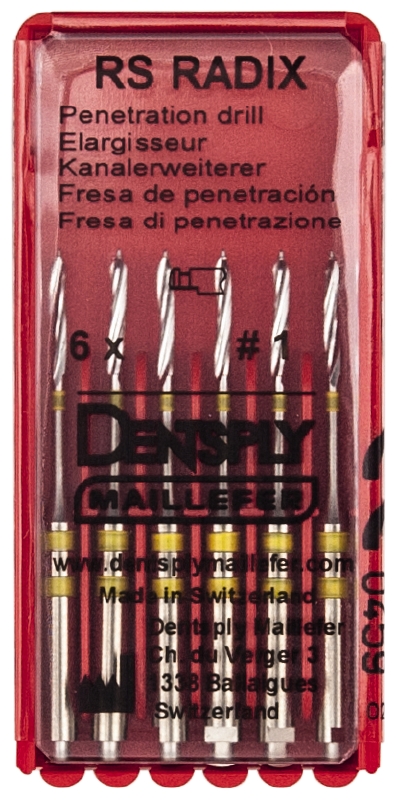 RS RADIX
Penetration drill
Elargisseur
Kanalerweiterer
Fresa de penetración
Fresa di penetrazione
6 x # 1
DENTSPLY
MAILLEFER
www.dentsplymaillefer.com
Made in Switzerland
Dentsply Maillefer
Ch. du Verger 3
1338 Ballaigues
Switzerland